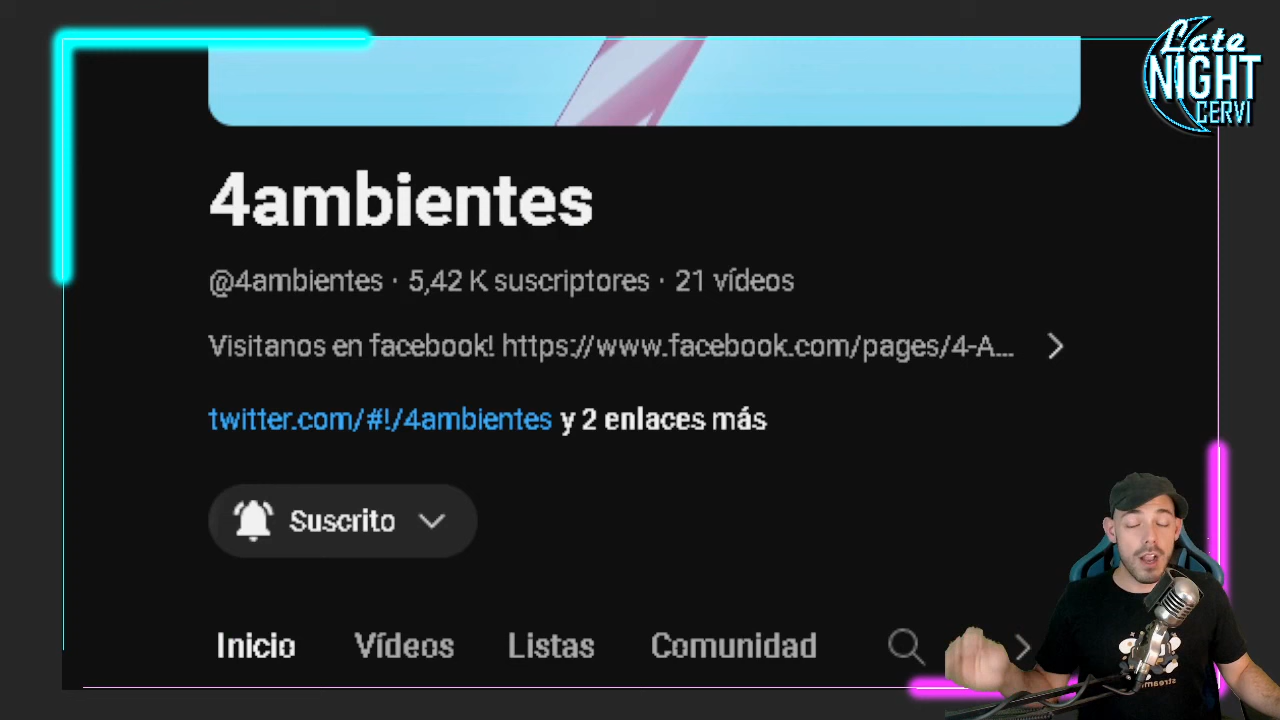 Late
NIGHT
CERVI
4ambientes
@4ambientes · 5,42 K suscriptores · 21 vídeos
Visitanos en facebook! https://www.facebook.com/pages/4-A...
twitter.com/#!/4ambientes y 2 enlaces más
Suscrito
Inicio Vídeos Listas Comunidad